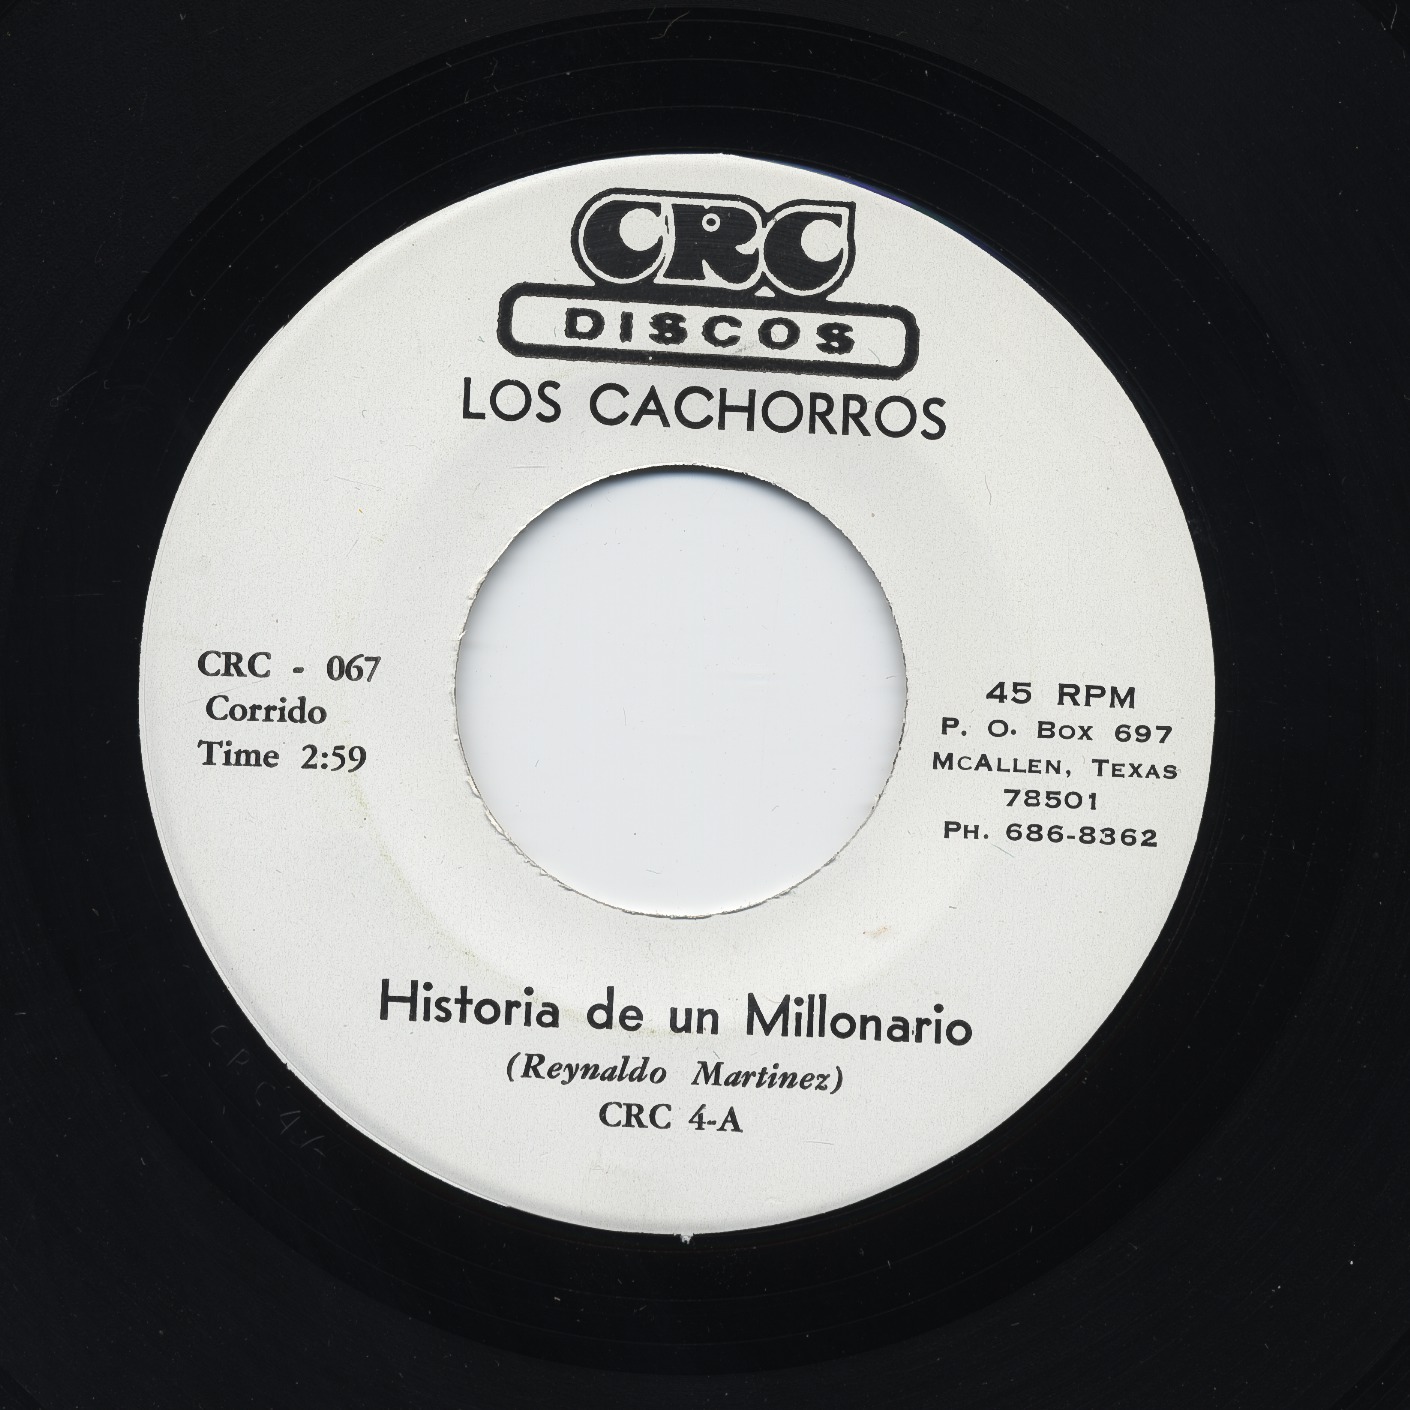 CRC
DISCOS
LOS CACHORROS
CRC - 067
Corrido
Time 2:59
45 RPM
P. O. Box 697
McAllen, Texas
78501
Ph. 686-8362
Historia de un Millonario
(Reynaldo Martinez)
CRC 4-A